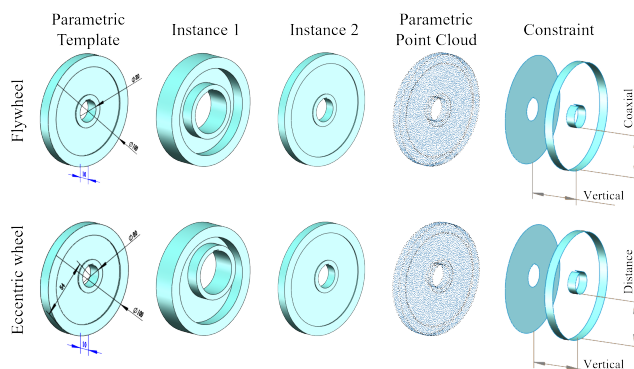 Parametric
Template
Instance 1
Instance 2
Parametric
Point Cloud
Constraint
Flywheel
Coaxial
Vertical
Eccentric wheel
Distance
Vertical